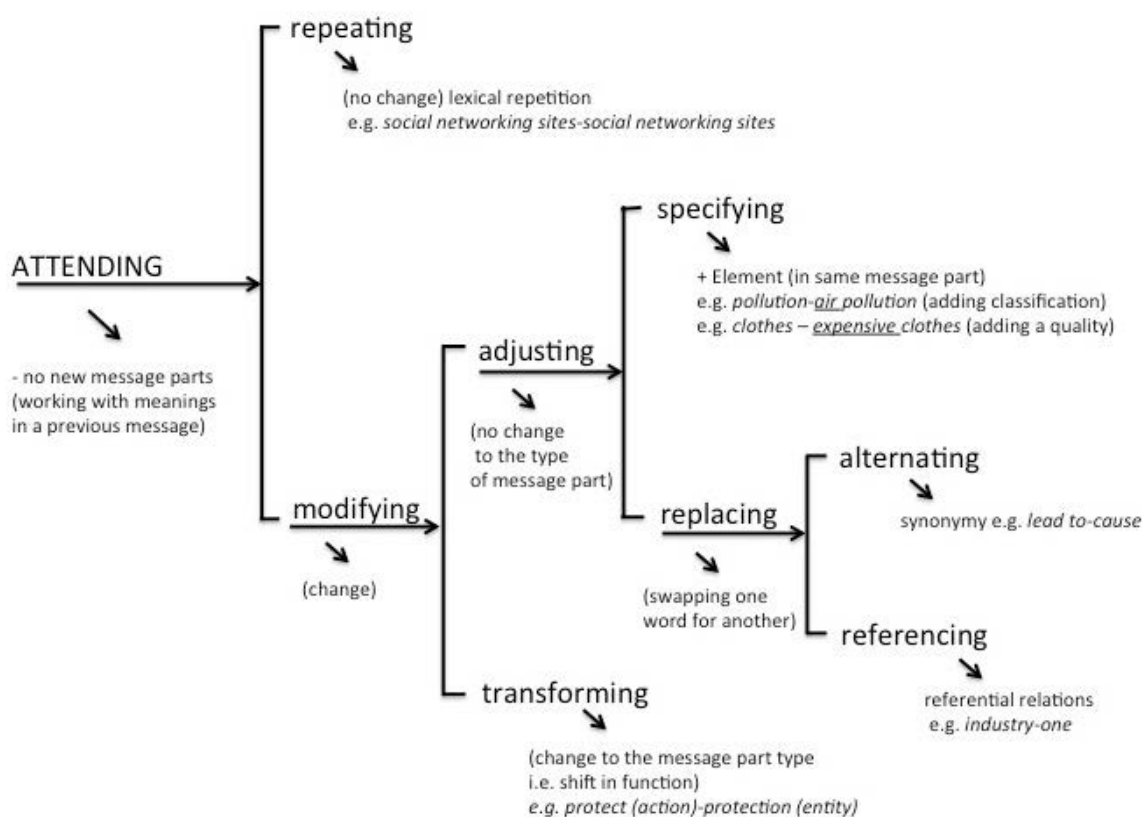 repeating
(no change) lexical repetition
e.g. social networking sites-social networking sites
specifying
+ Element (in same message part)
e.g. pollution-air pollution (adding classification)
e.g. clothes – expensive clothes (adding a quality)
ATTENDING
- no new message parts
(working with meanings
in a previous message)
adjusting
(no change
to the type
of message part)
alternating
synonymy e.g. lead to-cause
modifying
(change)
replacing
(swapping one
word for another)
referencing
referential relations
e.g. industry-one
transforming
(change to the message part type
i.e. shift in function)
e.g. protect (action)-protection (entity)